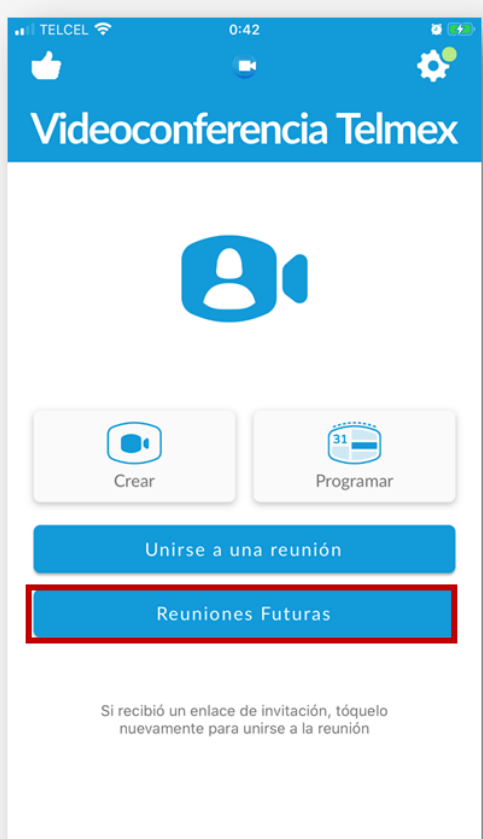 TELCEL 0:42
Videoconferencia Telmex
31
Crear Programar
Unirse a una reunión
Reuniones Futuras
Si recibió un enlace de invitación, tóquelo
nuevamente para unirse a la reunión